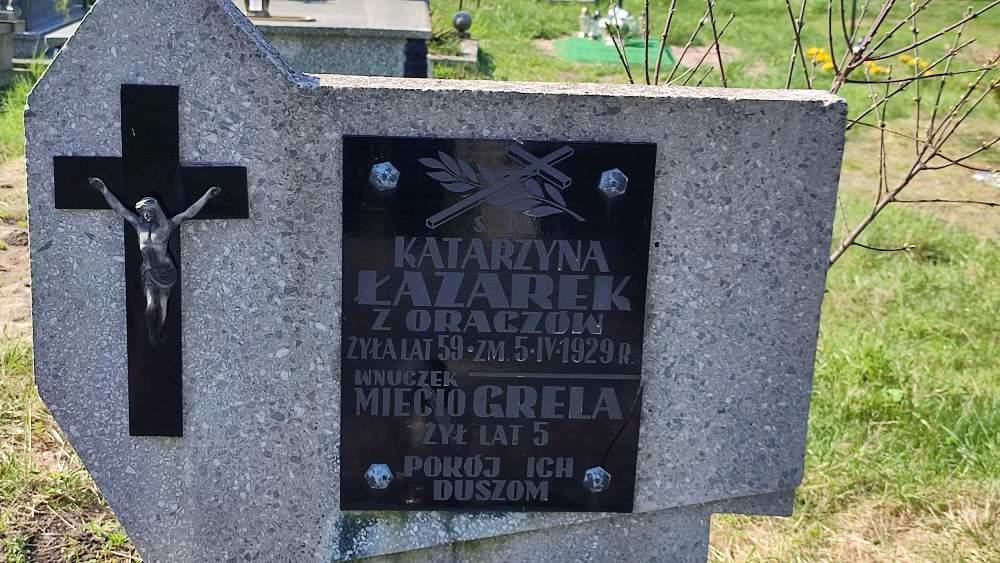 KATARZYNA
ŁAZAREK
Z ORACZÓW
ŻYŁA LAT 59 • ZM. 5•IV•1929 R.
WNUCZEK
MIECIO GRELA
ŻYŁ LAT 5
POKÓJ ICH
DUSZOM